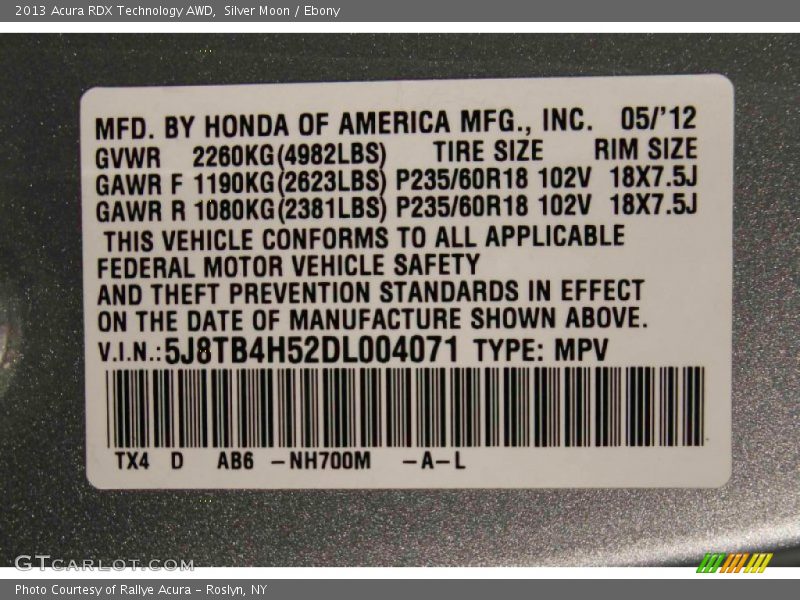 2013 Acura RDX Technology AWD,  Silver Moon / Ebony
MFD. BY HONDA OF AMERICA MFG., INC. 05/'12
GVWR 2260KG(4982LBS) TIRE SIZE RIM SIZE
GAWR F 1190KG(2623LBS) P235/60R18 102V 18X7.5J
GAWR R 1080KG(2381LBS) P235/60R18 102V 18X7.5J
THIS VEHICLE CONFORMS TO ALL APPLICABLE
FEDERAL MOTOR VEHICLE SAFETY
AND THEFT PREVENTION STANDARDS IN EFFECT
ON THE DATE OF MANUFACTURE SHOWN ABOVE.
V.I.N.:5J8TB4H52DL004071 TYPE: MPV
TX4 D AB6 -NH700M -A-L
GTCARLOT.COM
Photo Courtesy of Rallye Acura - Roslyn, NY